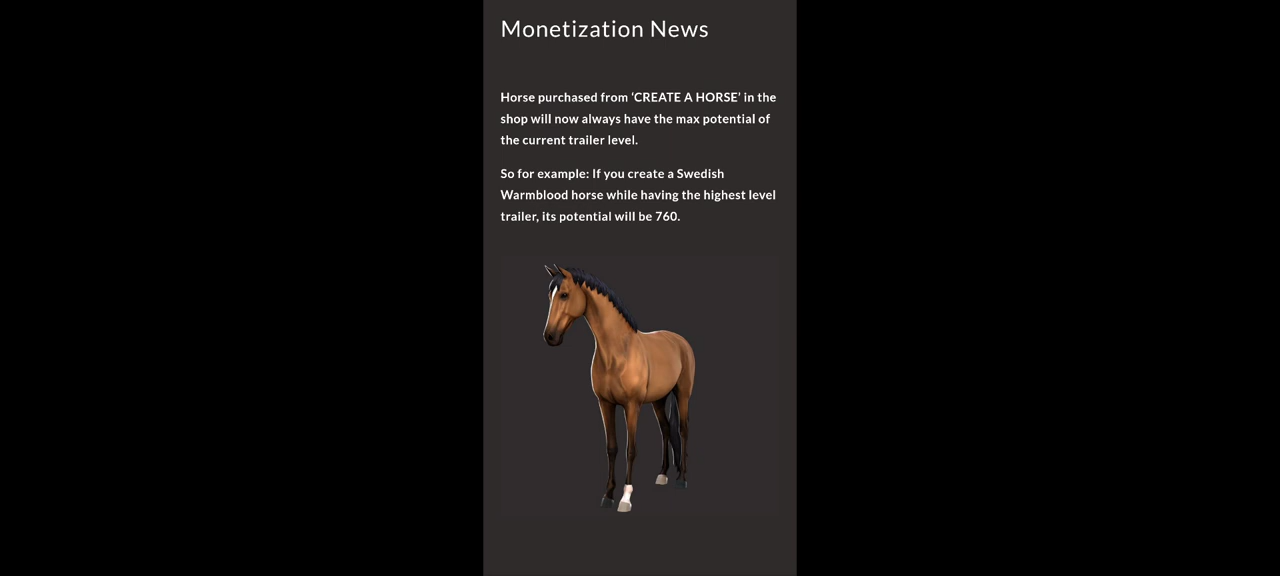 Monetization News
Horse purchased from ‘CREATE A HORSE’ in the
shop will now always have the max potential of
the current trailer level.
So for example: If you create a Swedish
Warmblood horse while having the highest level
trailer, its potential will be 760.